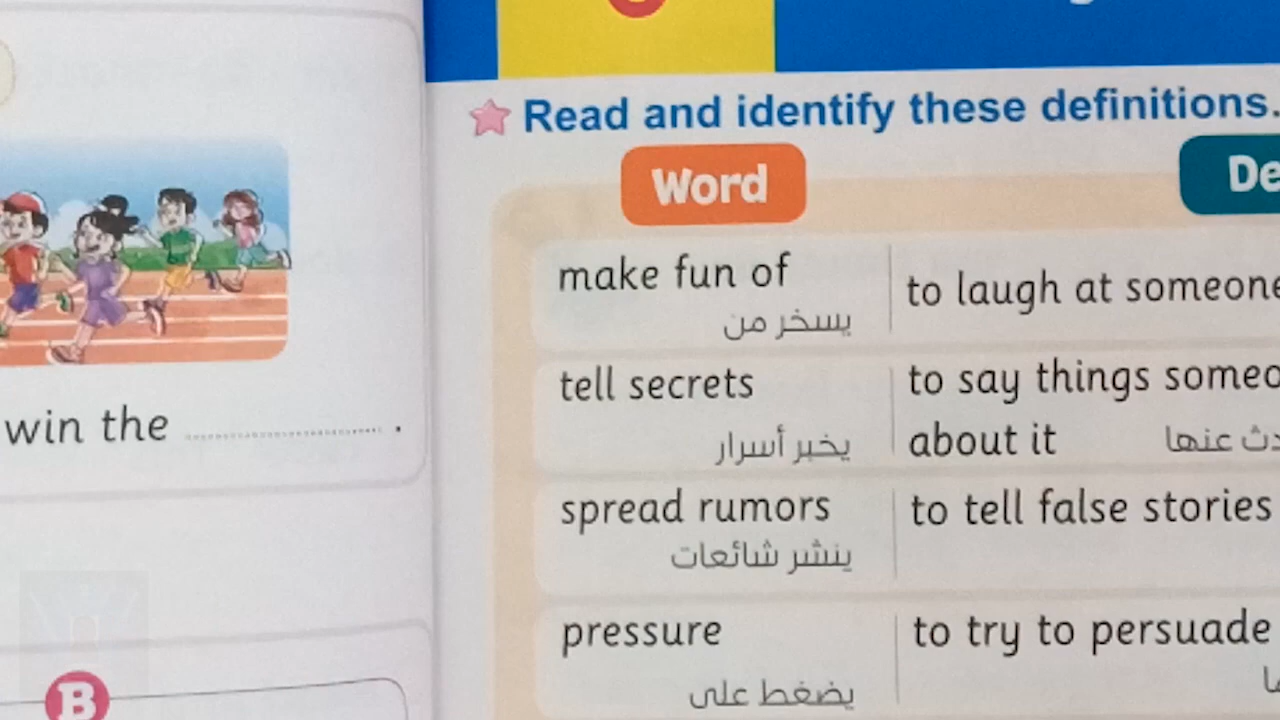 win the .................... .
B
Read and identify these definitions.
Word
make fun of
يسخر من
to laugh at
tell secrets
يخبر أسرار
to say things
about it
عنها
spread rumors
ينشر شائعات
to tell false stories
pressure
يضغط على
to try to persuade